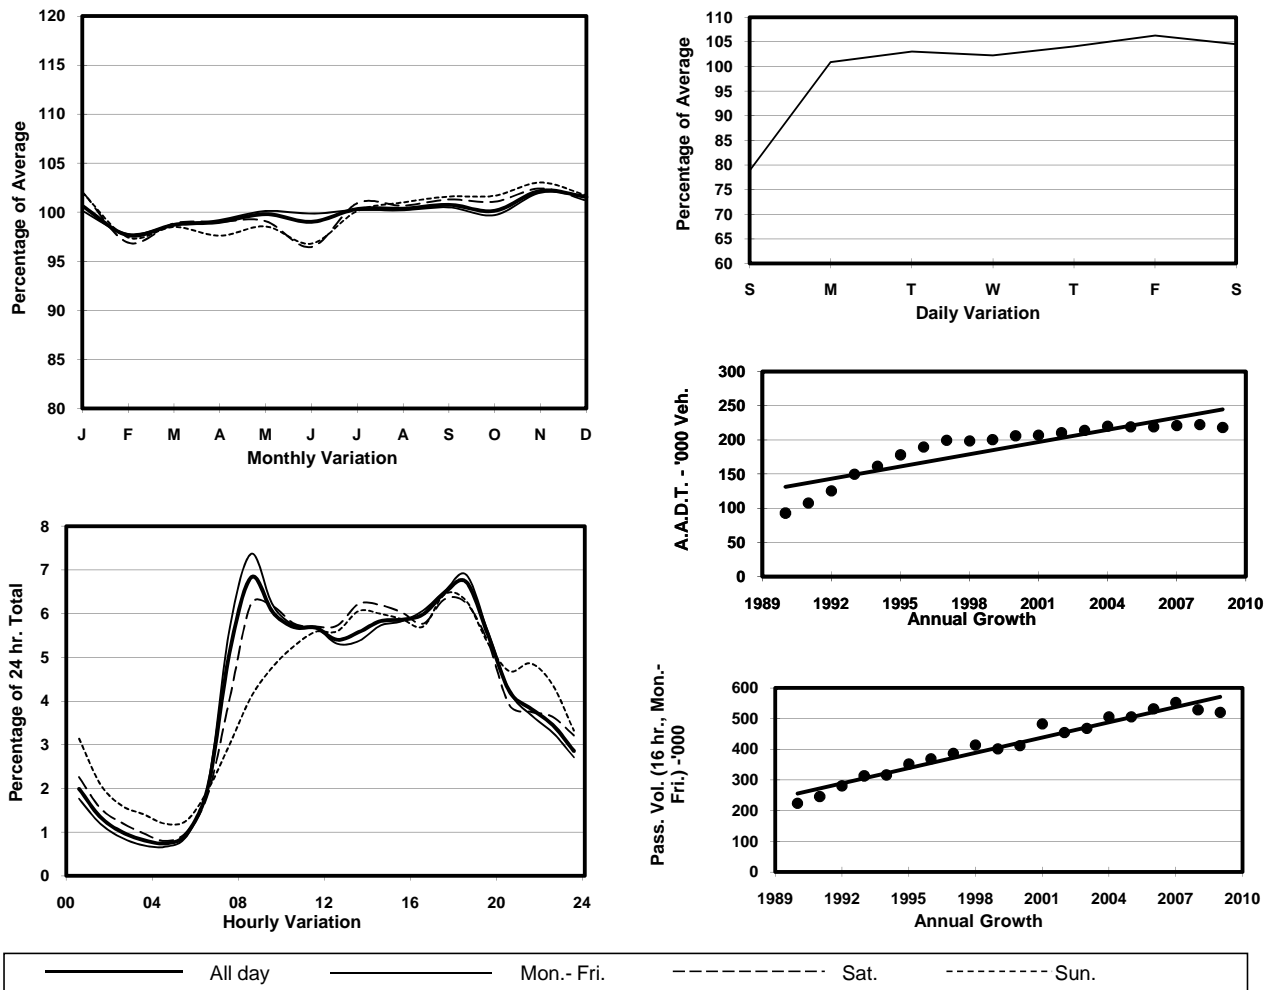 120
115
110
105
100
95
90
85
80
Percentage of Average
J F M A M J J A S O N D
Monthly Variation
110
105
100
95
90
85
80
75
70
65
60
Percentage of Average
S M T W T F S
Daily Variation
300
250
200
150
100
50
0
A.A.D.T. - '000 Veh.
1989 1992 1995 1998 2001 2004 2007 2010
Annual Growth
8
7
6
5
4
3
2
1
0
Percentage of 24 hr. Total
00 04 08 12 16 20 24
Hourly Variation
600
500
400
300
200
100
0
Pass. Vol. (16 hr., Mon.-
Fri.) -'000
1989 1992 1995 1998 2001 2004 2007 2010
Annual Growth
All day Mon.- Fri. Sat. Sun.